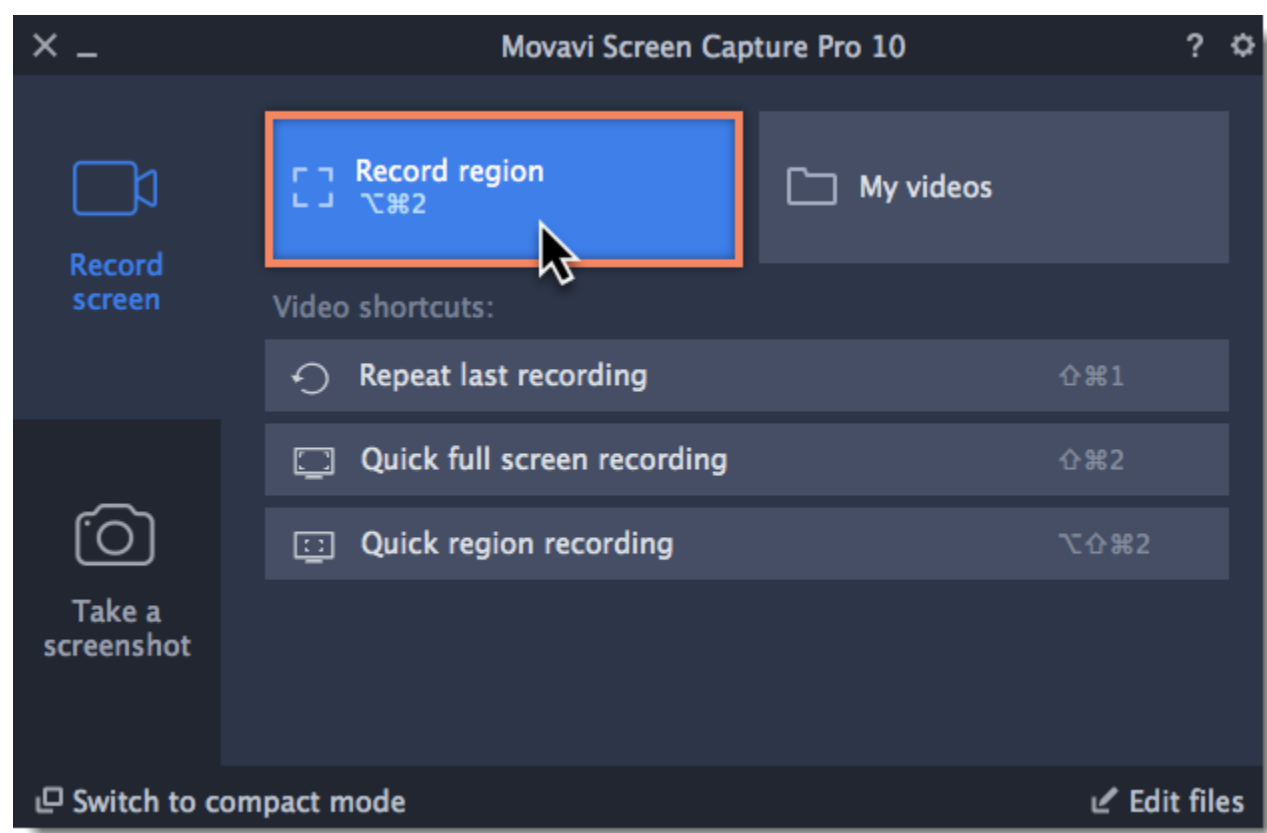 Movavi Screen Capture Pro 10
?
Record region
⌥⌘2
My videos
Record
screen
Video shortcuts:
Repeat last recording ⇧⌘1
Quick full screen recording ⇧⌘2
Quick region recording ⌥⇧⌘2
Take a
screenshot
Switch to compact mode
Edit files